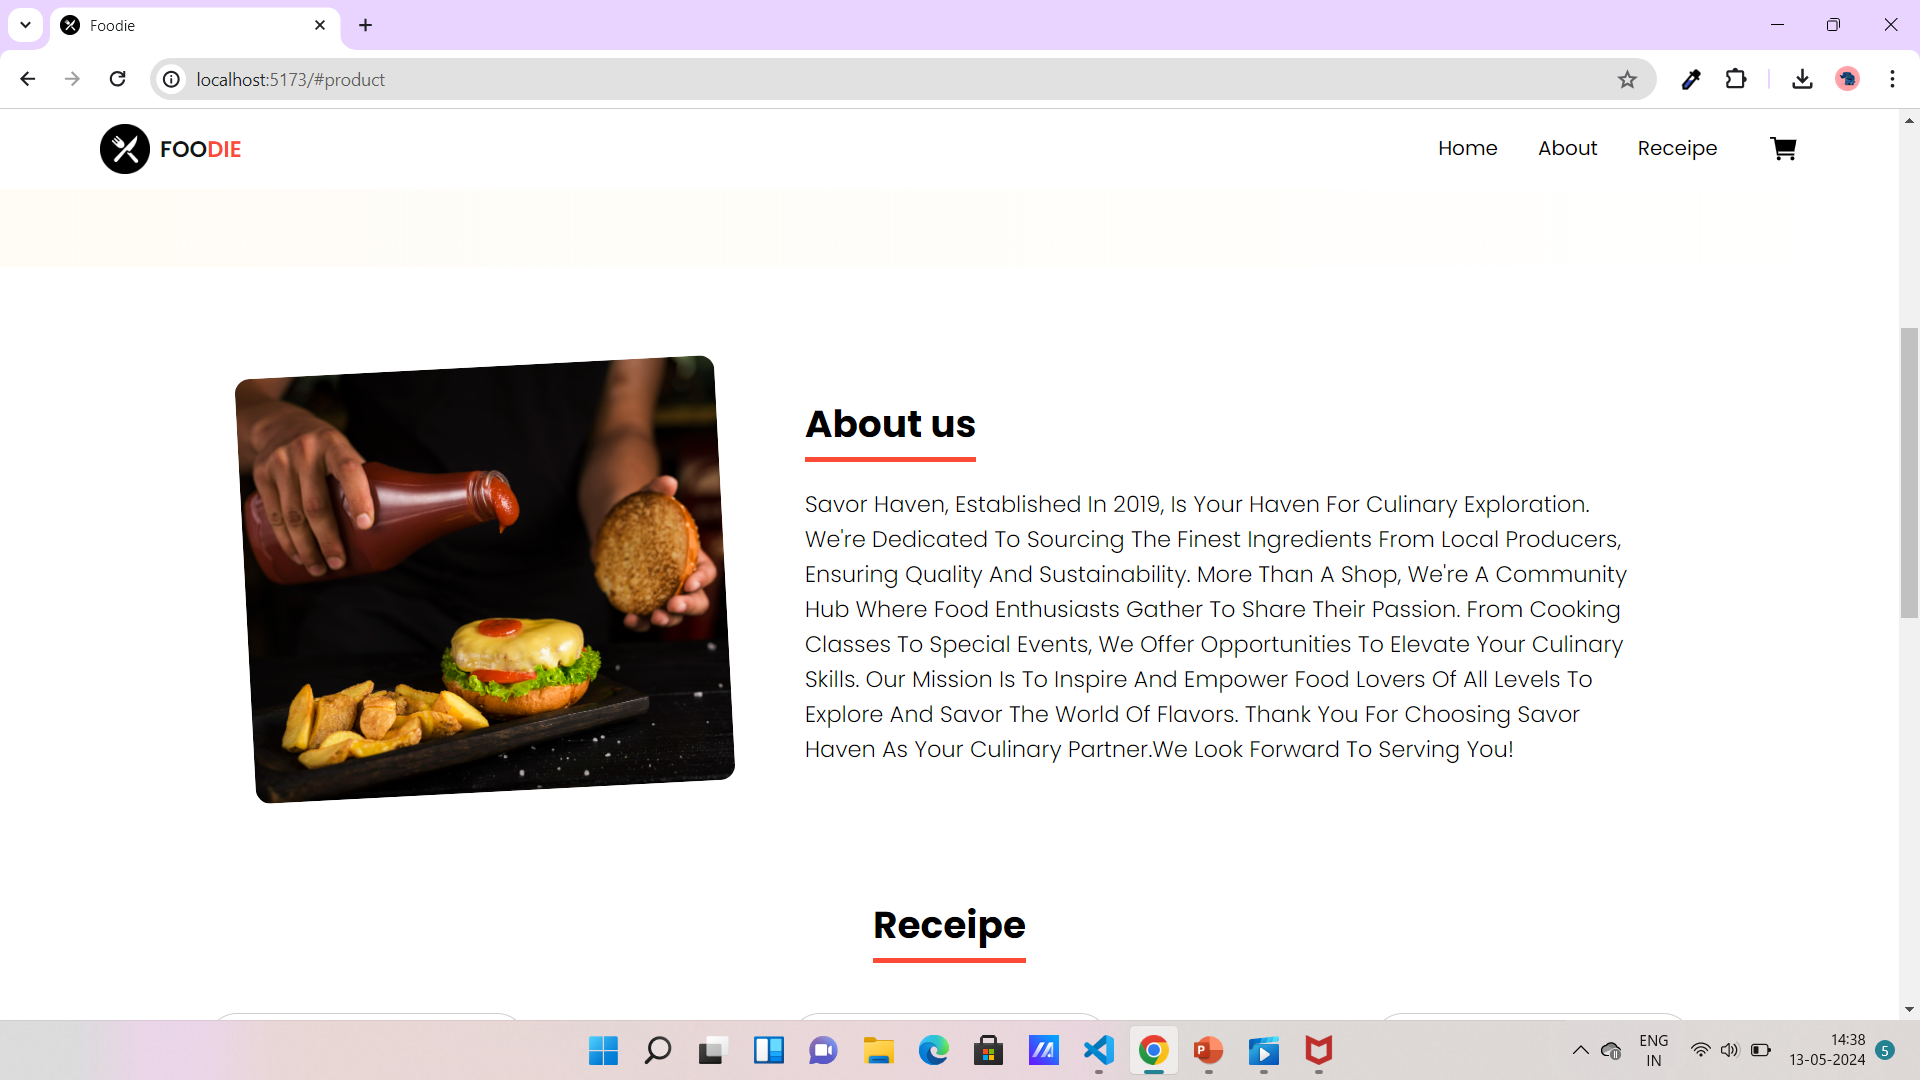 Foodie
localhost:5173/#product
FOODIE
Home About Receipe
About us
Savor Haven, Established In 2019, Is Your Haven For Culinary Exploration.
We're Dedicated To Sourcing The Finest Ingredients From Local Producers,
Ensuring Quality And Sustainability. More Than A Shop, We're A Community
Hub Where Food Enthusiasts Gather To Share Their Passion. From Cooking
Classes To Special Events, We Offer Opportunities To Elevate Your Culinary
Skills. Our Mission Is To Inspire And Empower Food Lovers Of All Levels To
Explore And Savor The World Of Flavors. Thank You For Choosing Savor
Haven As Your Culinary Partner.We Look Forward To Serving You!
Receipe
ENG
IN
14:38
13-05-2024
5